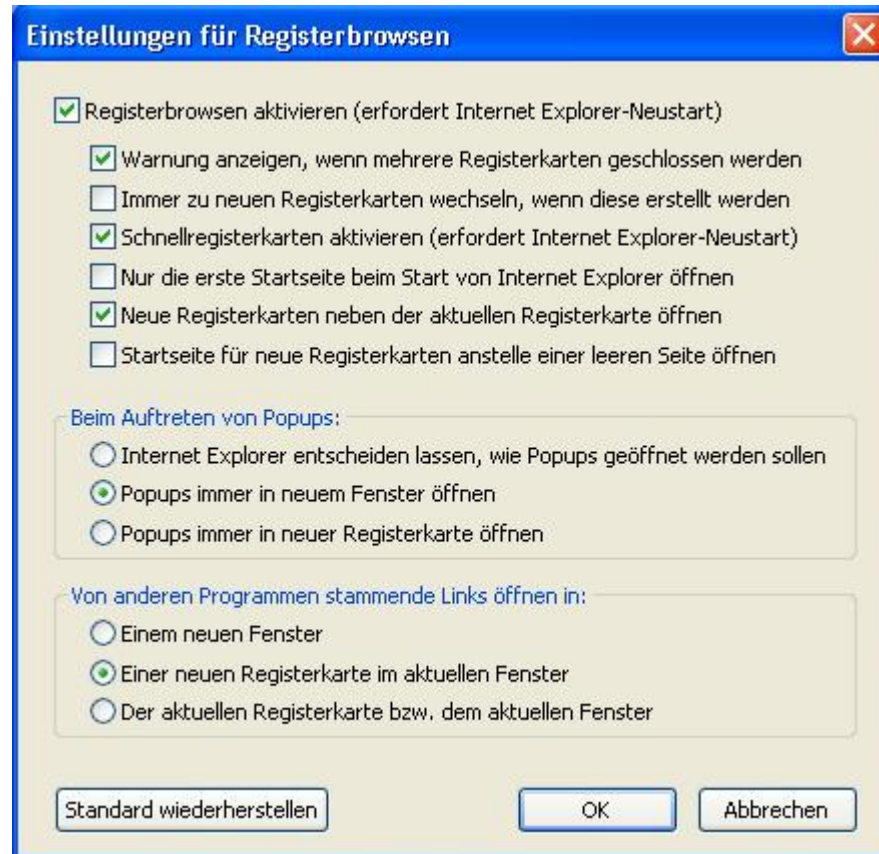 Einstellungen für Registerbrowsen
Registerbrowsen aktivieren (erfordert Internet Explorer-Neustart)
Warnung anzeigen, wenn mehrere Registerkarten geschlossen werden
Immer zu neuen Registerkarten wechseln, wenn diese erstellt werden
Schnellregisterkarten aktivieren (erfordert Internet Explorer-Neustart)
Nur die erste Startseite beim Start von Internet Explorer öffnen
Neue Registerkarten neben der aktuellen Registerkarte öffnen
Startseite für neue Registerkarten anstelle einer leeren Seite öffnen
Beim Auftreten von Popups:
Internet Explorer entscheiden lassen, wie Popups geöffnet werden sollen
Popups immer in neuem Fenster öffnen
Popups immer in neuer Registerkarte öffnen
Von anderen Programmen stammende Links öffnen in:
Einem neuen Fenster
Einer neuen Registerkarte im aktuellen Fenster
Der aktuellen Registerkarte bzw. dem aktuellen Fenster
Standard wiederherstellen OK Abbrechen